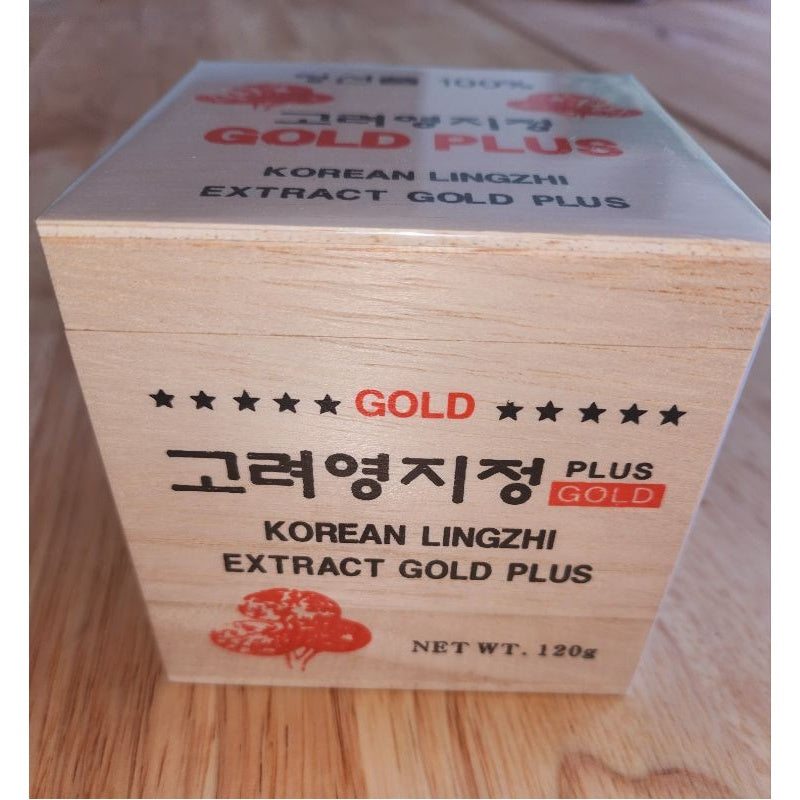 100%
고려영지정
GOLD PLUS
KOREAN LINGZHI
EXTRACT GOLD PLUS
★★★★★ GOLD ★★★★★
고려영지정 PLUS
GOLD
KOREAN LINGZHI
EXTRACT GOLD PLUS
NET WT. 120g